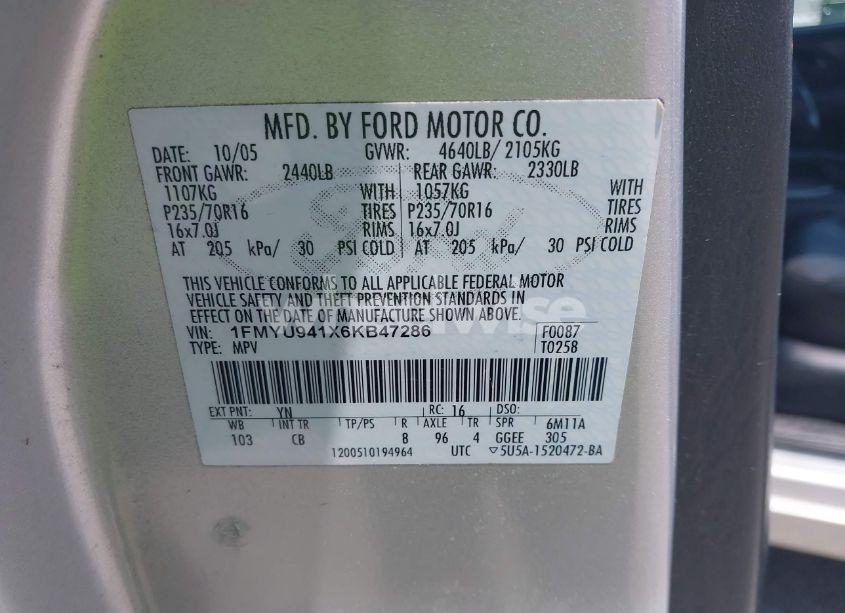 MFD. BY FORD MOTOR CO.
DATE: 10/05 GVWR: 4640LB/ 2105KG
FRONT GAWR: 2440LB REAR GAWR: 2330LB
1107KG WITH 1057KG WITH
P235/70R16 TIRES P235/70R16 TIRES
16x7.0J RIMS 16x7.0J RIMS
AT 205 kPa/ 30 PSI COLD AT 205 kPa/ 30 PSI COLD
THIS VEHICLE CONFORMS TO ALL APPLICABLE FEDERAL MOTOR
VEHICLE SAFETY AND THEFT PREVENTION STANDARDS IN
EFFECT ON THE DATE OF MANUFACTURE SHOWN ABOVE.
VIN: 1FMYU941X6KB47286 F0087
TYPE: MPV T0258
EXT PNT: YN RC: 16 DSO:
WB INT TR TP/PS R AXLE TR SPR 6M11A
103 CB 8 96 4 GGEE 305
1200510194964 UTC ▽5U5A-1520472-BA